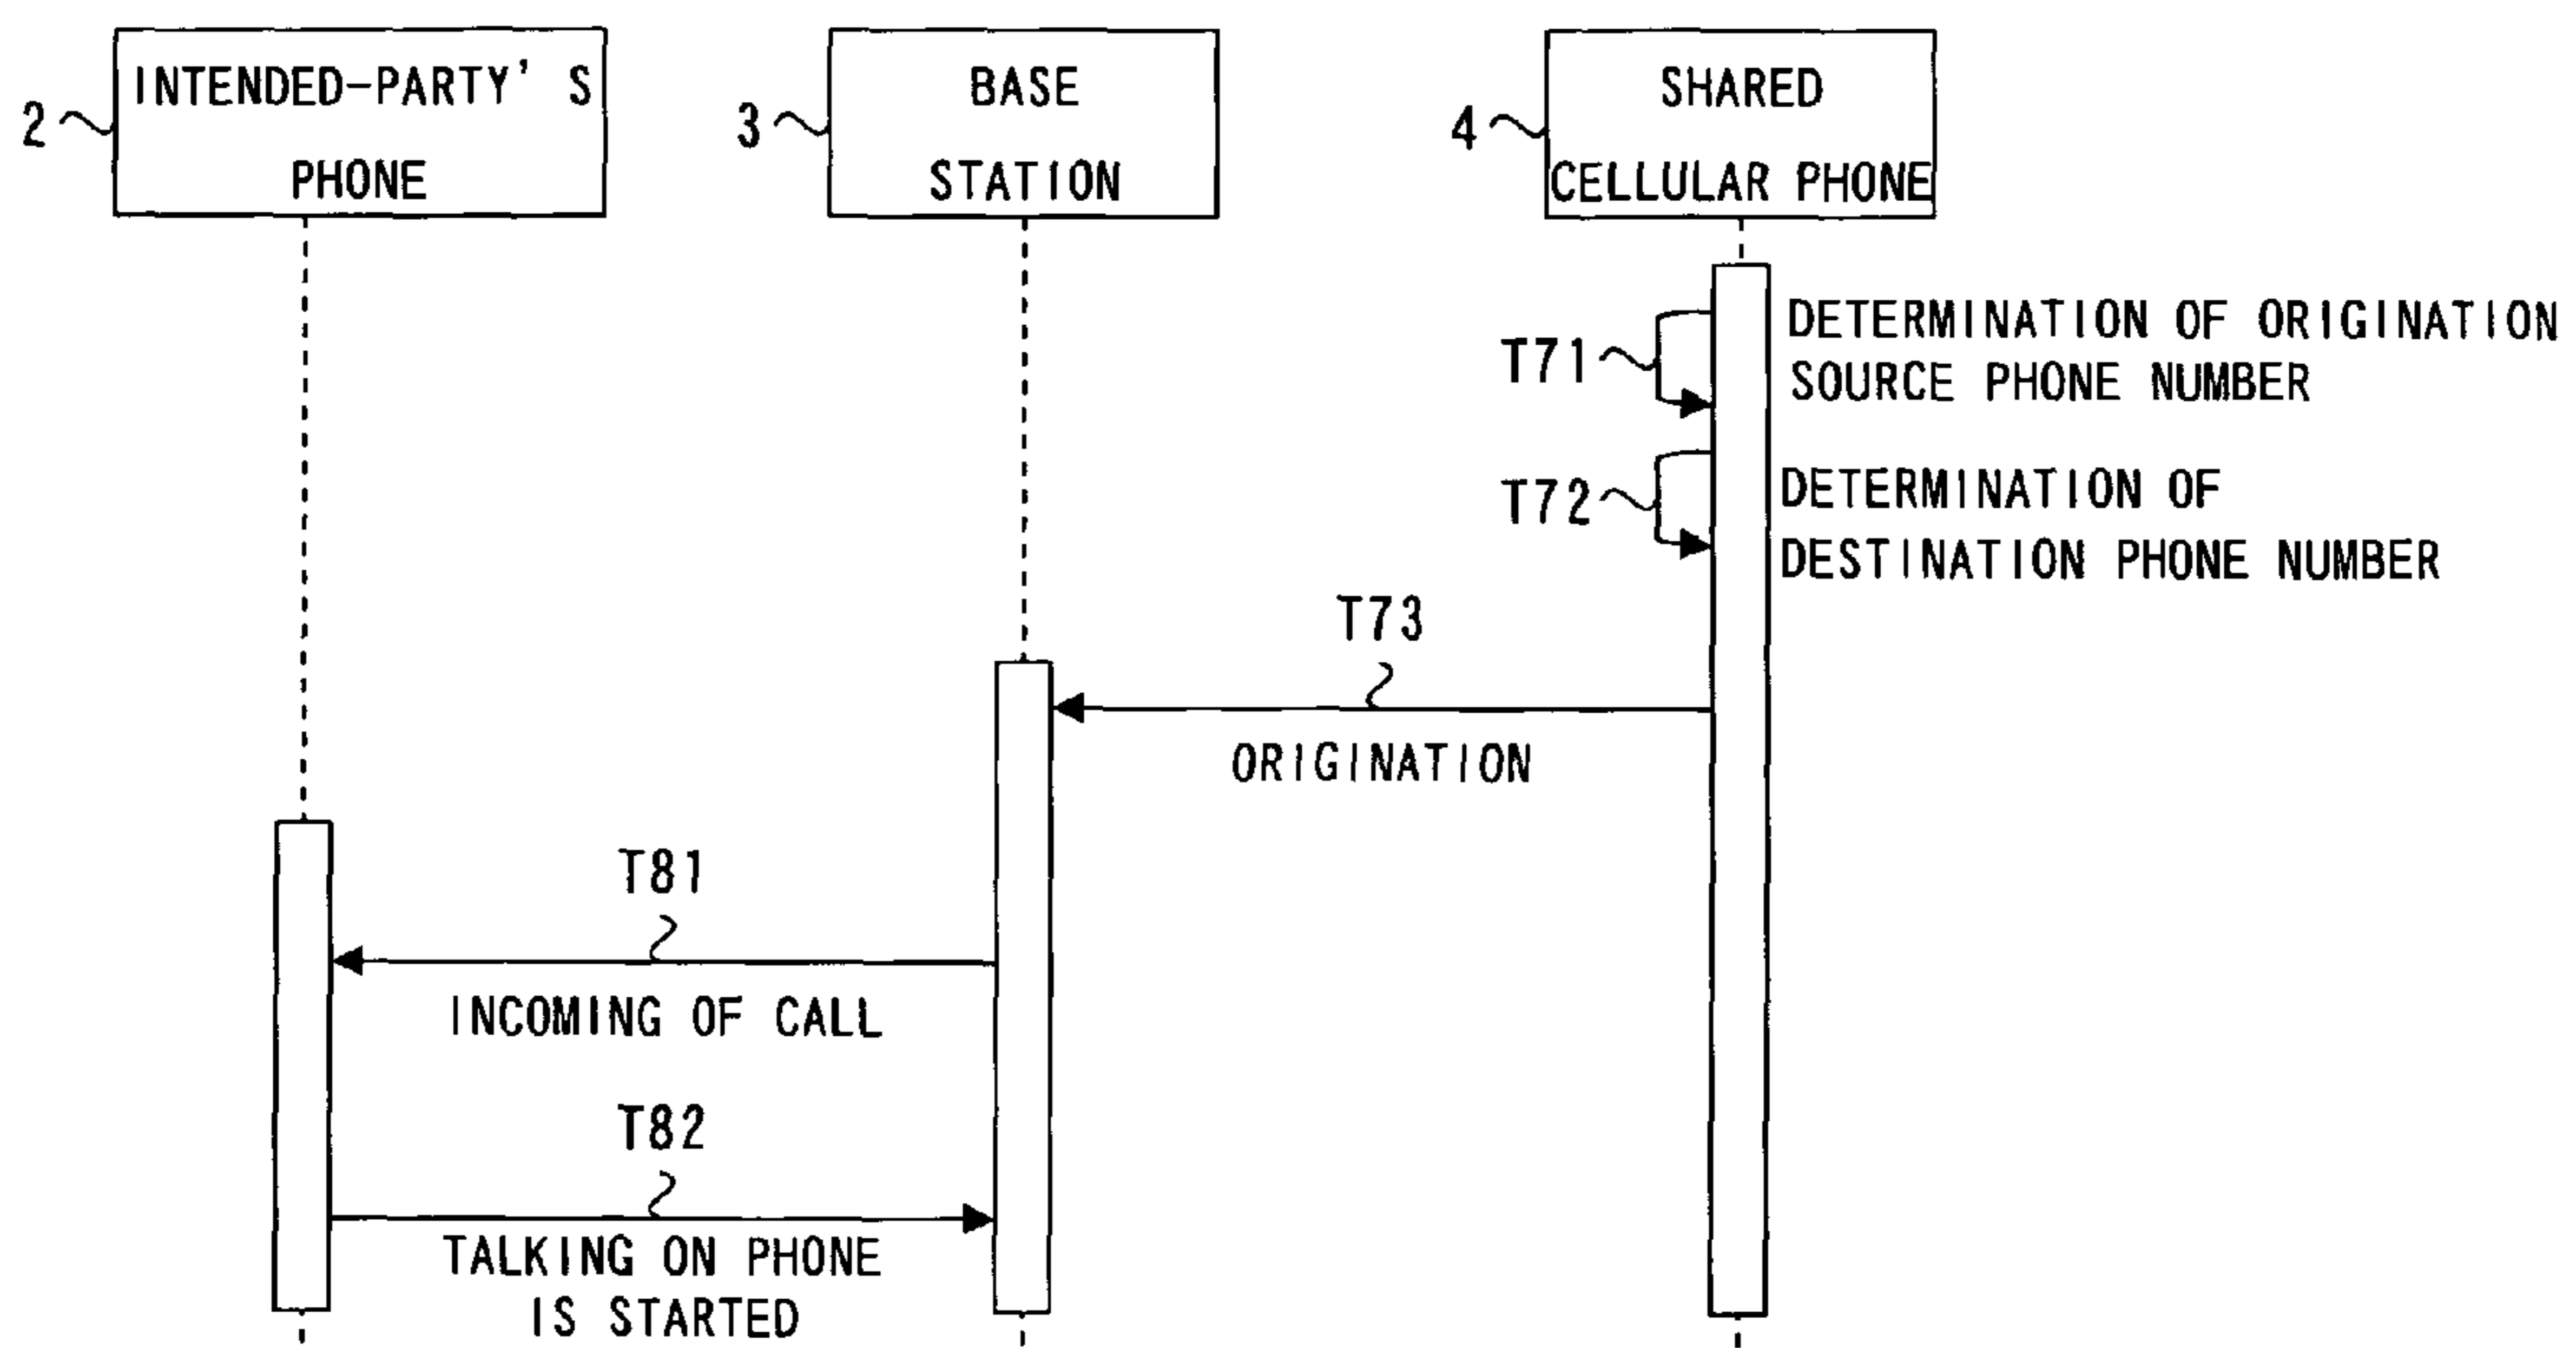 INTENDED-PARTY'S
PHONE
2
BASE
STATION
3
SHARED
CELLULAR PHONE
4
DETERMINATION OF ORIGINATION
SOURCE PHONE NUMBER
T71
DETERMINATION OF
DESTINATION PHONE NUMBER
T72
T73
ORIGINATION
T81
INCOMING OF CALL
T82
TALKING ON PHONE
IS STARTED